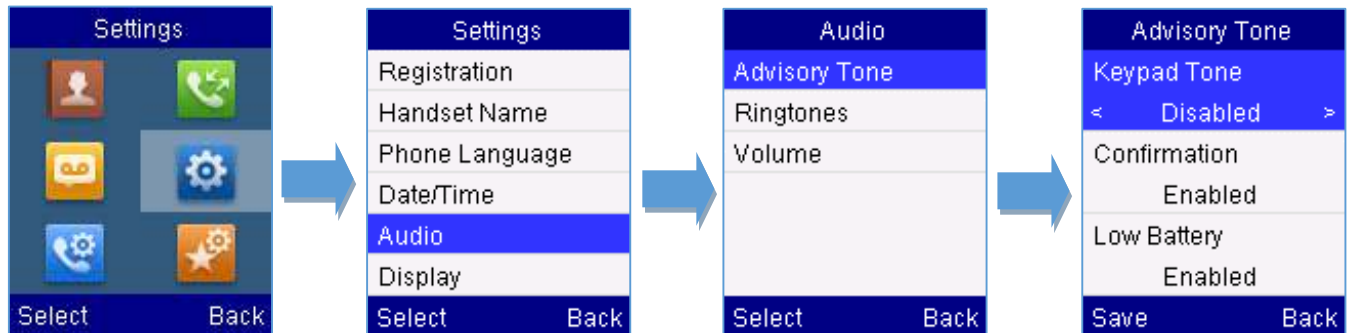 Settings
Select Back
Settings
Registration
Handset Name
Phone Language
Date/Time
Audio
Display
Select Back
Audio
Advisory Tone
Ringtones
Volume
Select Back
Advisory Tone
Keypad Tone
< Disabled >
Confirmation
Enabled
Low Battery
Enabled
Save Back